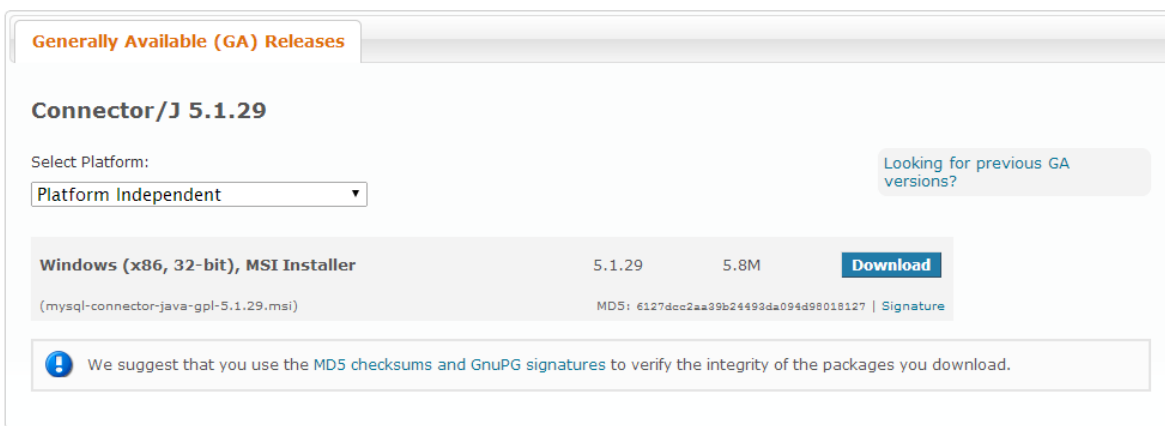 Generally Available (GA) Releases
Connector/J 5.1.29
Select Platform:
Looking for previous GA
versions?
Platform Independent
Windows (x86, 32-bit), MSI Installer 5.1.29 5.8M Download
(mysql-connector-java-gpl-5.1.29.msi) MD5: 6127dcc2aa39b24493da094d98018127 | Signature
We suggest that you use the MD5 checksums and GnuPG signatures to verify the integrity of the packages you download.